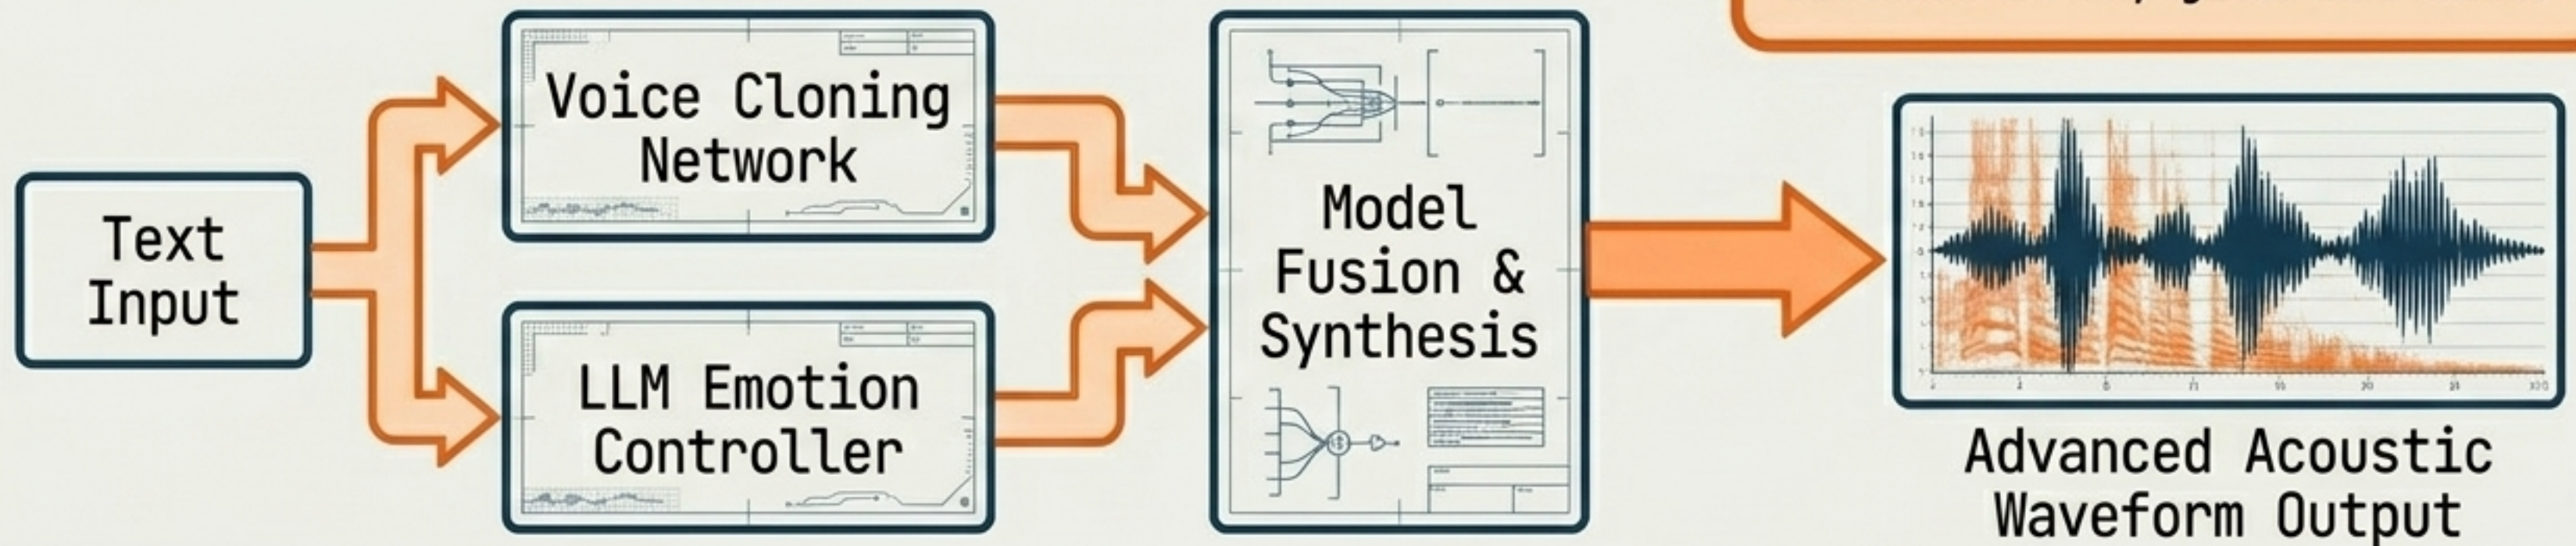 Text
Input
Voice Cloning
Network
LLM Emotion
Controller
Model
Fusion &
Synthesis
Advanced Acoustic
Waveform Output